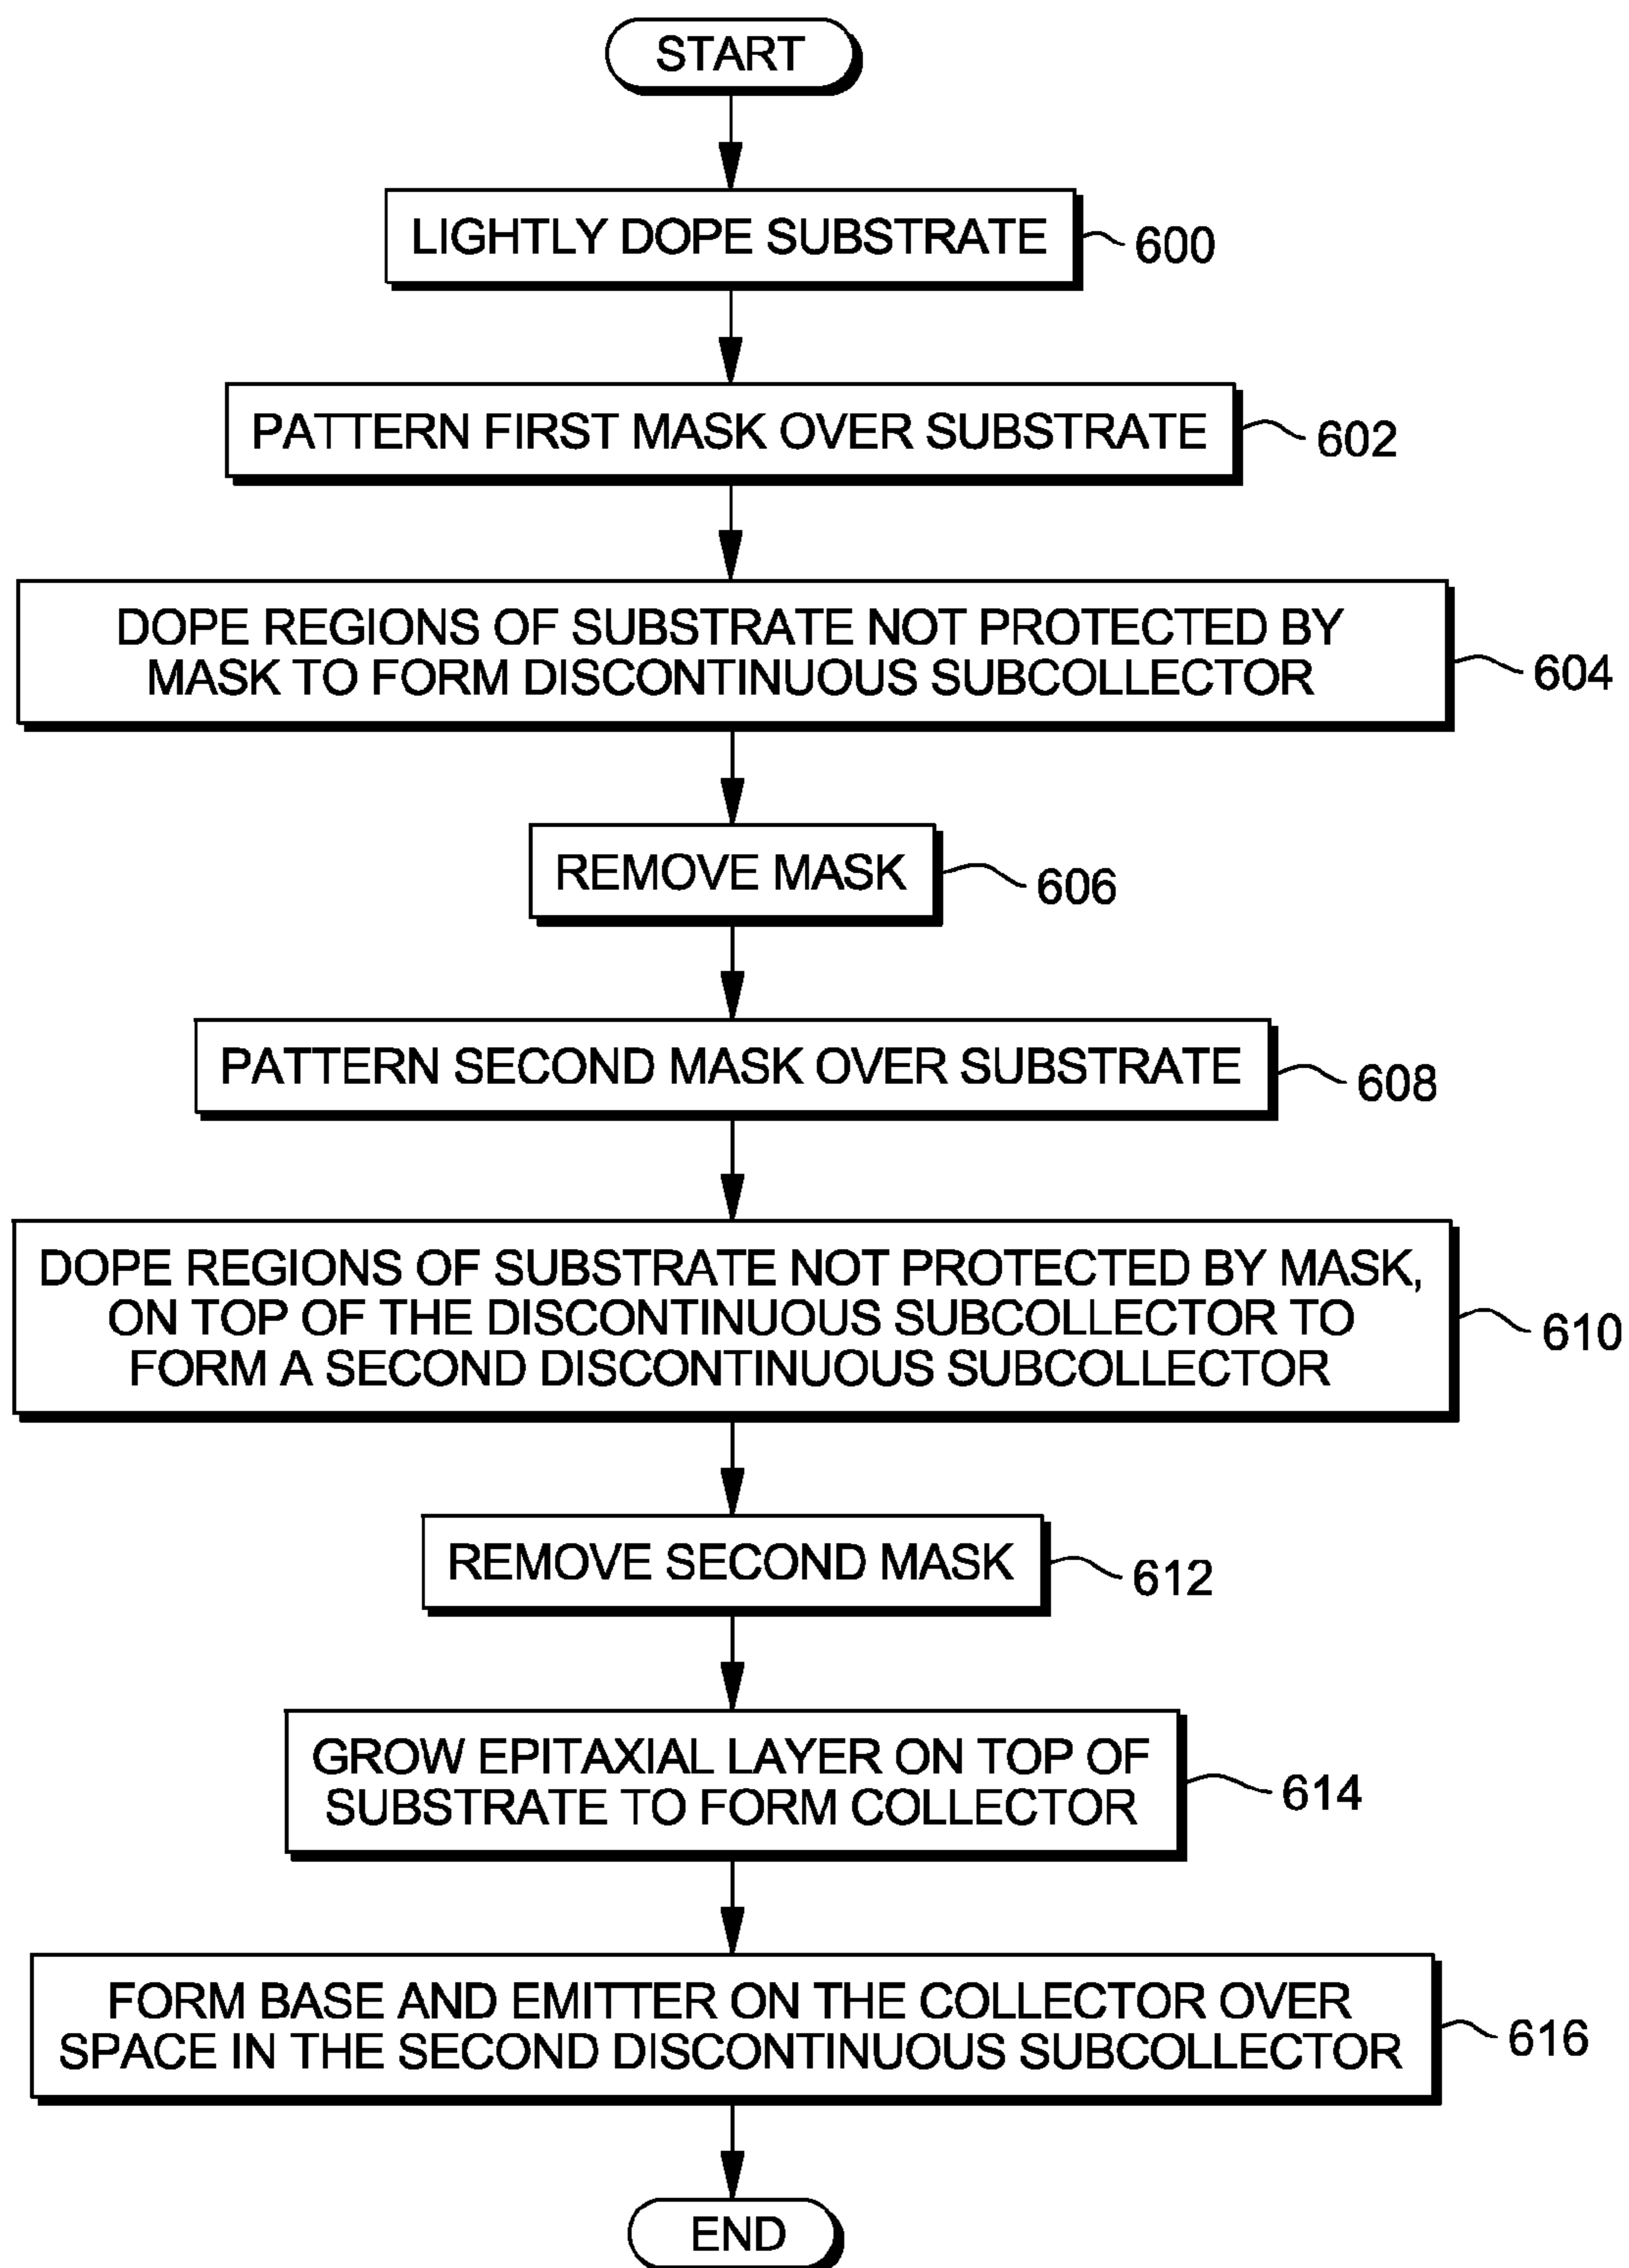 START
LIGHTLY DOPE SUBSTRATE
600
PATTERN FIRST MASK OVER SUBSTRATE
602
DOPE REGIONS OF SUBSTRATE NOT PROTECTED BY
MASK TO FORM DISCONTINUOUS SUBCOLLECTOR
604
REMOVE MASK
606
PATTERN SECOND MASK OVER SUBSTRATE
608
DOPE REGIONS OF SUBSTRATE NOT PROTECTED BY MASK,
ON TOP OF THE DISCONTINUOUS SUBCOLLECTOR TO
FORM A SECOND DISCONTINUOUS SUBCOLLECTOR
610
REMOVE SECOND MASK
612
GROW EPITAXIAL LAYER ON TOP OF
SUBSTRATE TO FORM COLLECTOR
614
FORM BASE AND EMITTER ON THE COLLECTOR OVER
SPACE IN THE SECOND DISCONTINUOUS SUBCOLLECTOR
616
END